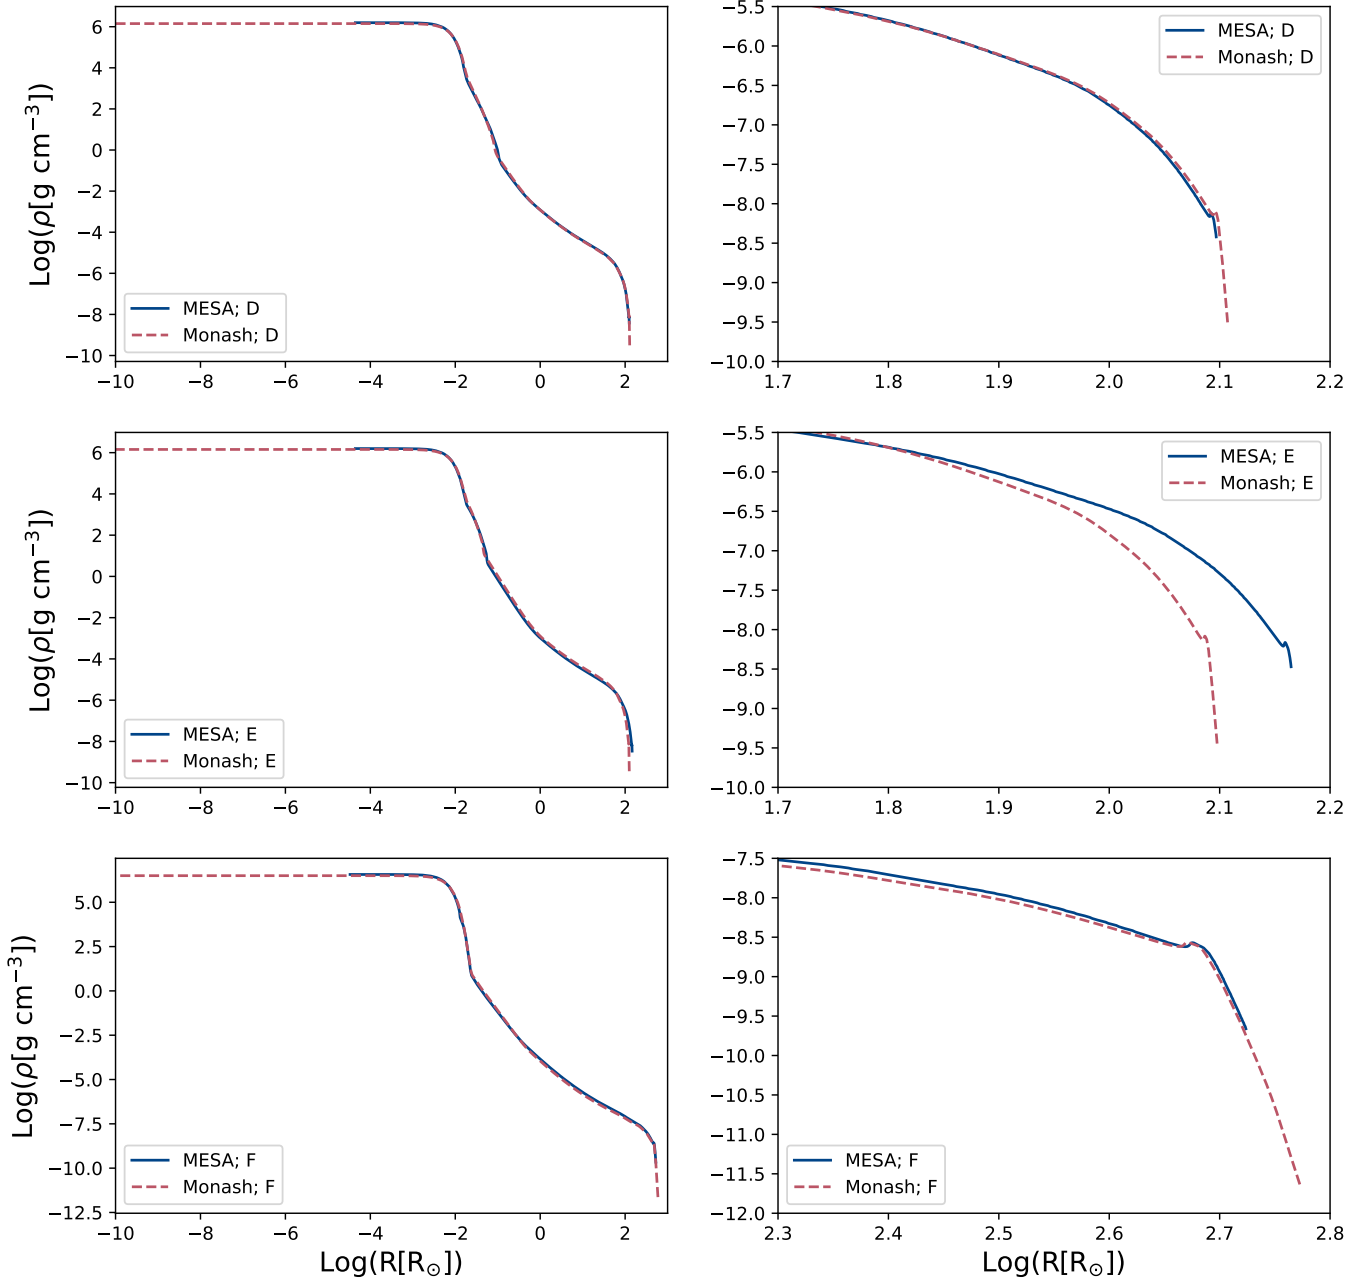 6
4
2
0
−2
−4
−6
−8
−10
Log(ρ[g cm⁻³])
MESA; D
Monash; D
−10 −8 −6 −4 −2 0 2
−5.5
−6.0
−6.5
−7.0
−7.5
−8.0
−8.5
−9.0
−9.5
−10.0
MESA; D
Monash; D
1.7 1.8 1.9 2.0 2.1 2.2
6
4
2
0
−2
−4
−6
−8
−10
Log(ρ[g cm⁻³])
MESA; E
Monash; E
−10 −8 −6 −4 −2 0 2
−5.5
−6.0
−6.5
−7.0
−7.5
−8.0
−8.5
−9.0
−9.5
−10.0
MESA; E
Monash; E
1.7 1.8 1.9 2.0 2.1 2.2
5.0
2.5
0.0
−2.5
−5.0
−7.5
−10.0
−12.5
Log(ρ[g cm⁻³])
MESA; F
Monash; F
−10 −8 −6 −4 −2 0 2
Log(R[R☉])
−7.5
−8.0
−8.5
−9.0
−9.5
−10.0
−10.5
−11.0
−11.5
−12.0
MESA; F
Monash; F
2.3 2.4 2.5 2.6 2.7 2.8
Log(R[R☉])